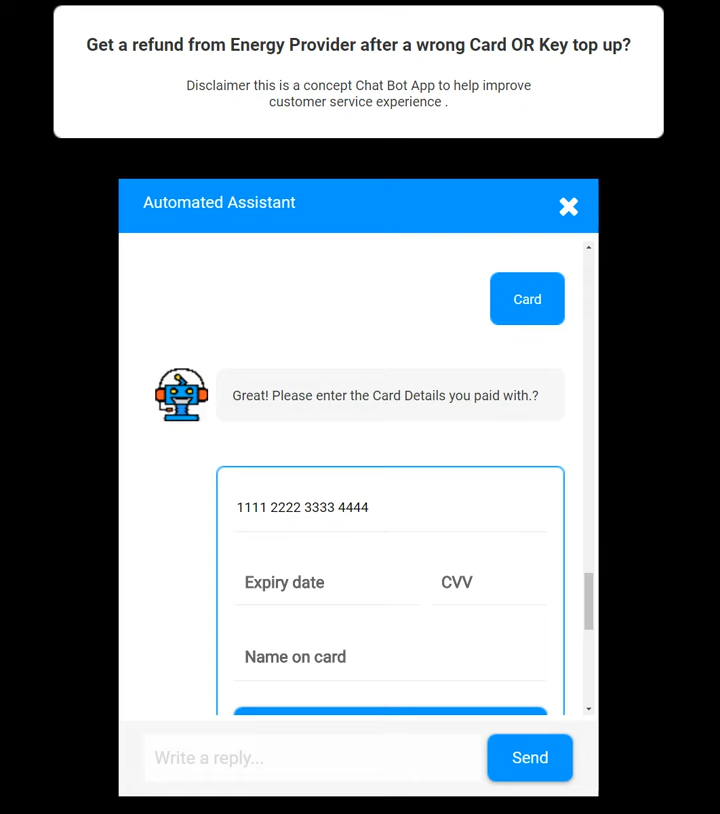 Get a refund from Energy Provider after a wrong Card OR Key top up?
Disclaimer this is a concept Chat Bot App to help improve
customer service experience .
Automated Assistant
Card
Great! Please enter the Card Details you paid with.?
1111 2222 3333 4444
Expiry date CVV
Name on card
Write a reply... Send